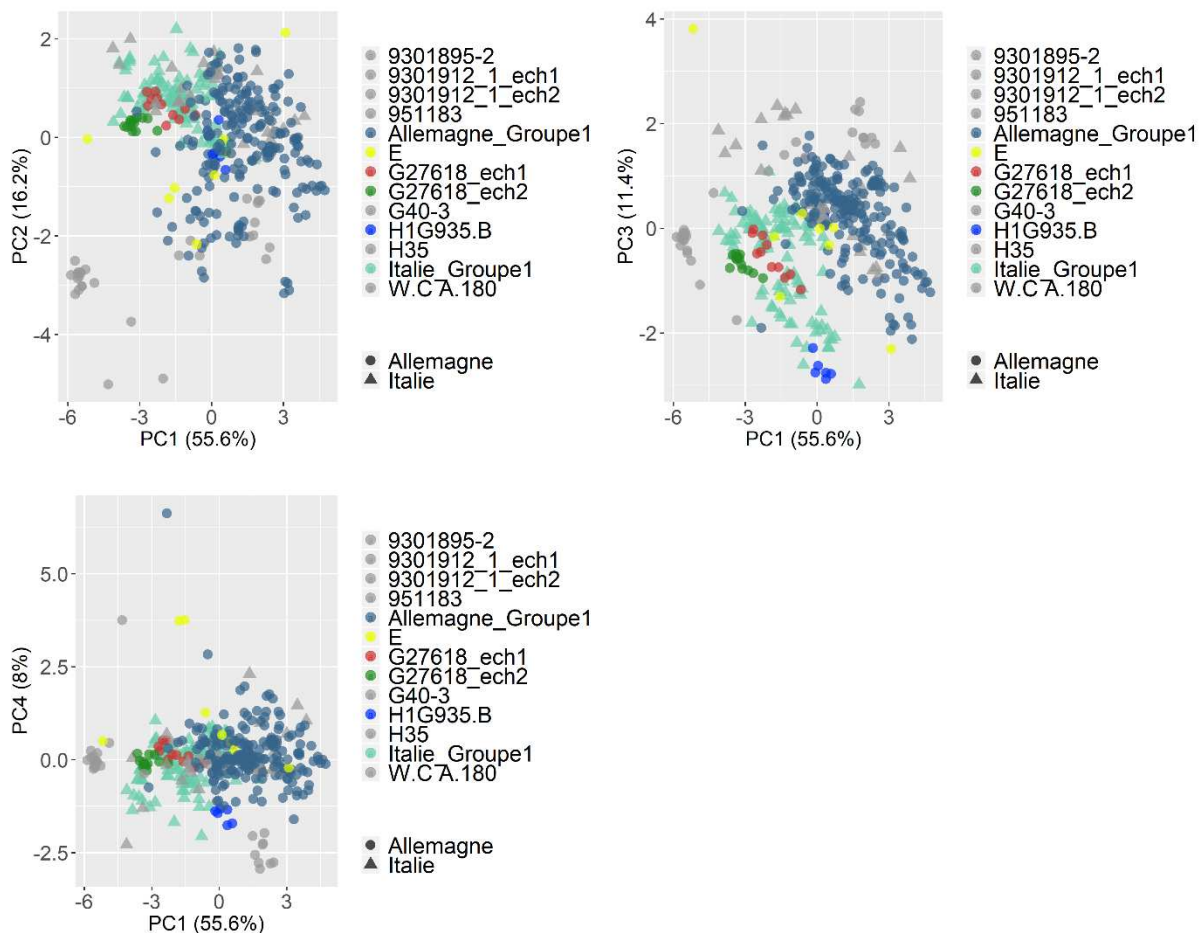 PC2 (16.2%)
2
0
-2
-4
-6
-3
0
3
PC1 (55.6%)
9301895-2
9301912_1_ech1
9301912_1_ech2
951183
Allemagne_Groupe1
E
G27618_ech1
G27618_ech2
G40-3
H1G935.B
H35
Italie_Groupe1
W.C A.180
Allemagne
Italie
PC3 (11.4%)
4
2
0
-2
-6
-3
0
3
PC1 (55.6%)
9301895-2
9301912_1_ech1
9301912_1_ech2
951183
Allemagne_Groupe1
E
G27618_ech1
G27618_ech2
G40-3
H1G935.B
H35
Italie_Groupe1
W.C A.180
Allemagne
Italie
PC4 (8%)
5.0
2.5
0.0
-2.5
-6
-3
0
3
PC1 (55.6%)
9301895-2
9301912_1_ech1
9301912_1_ech2
951183
Allemagne_Groupe1
E
G27618_ech1
G27618_ech2
G40-3
H1G935.B
H35
Italie_Groupe1
W.C A.180
Allemagne
Italie